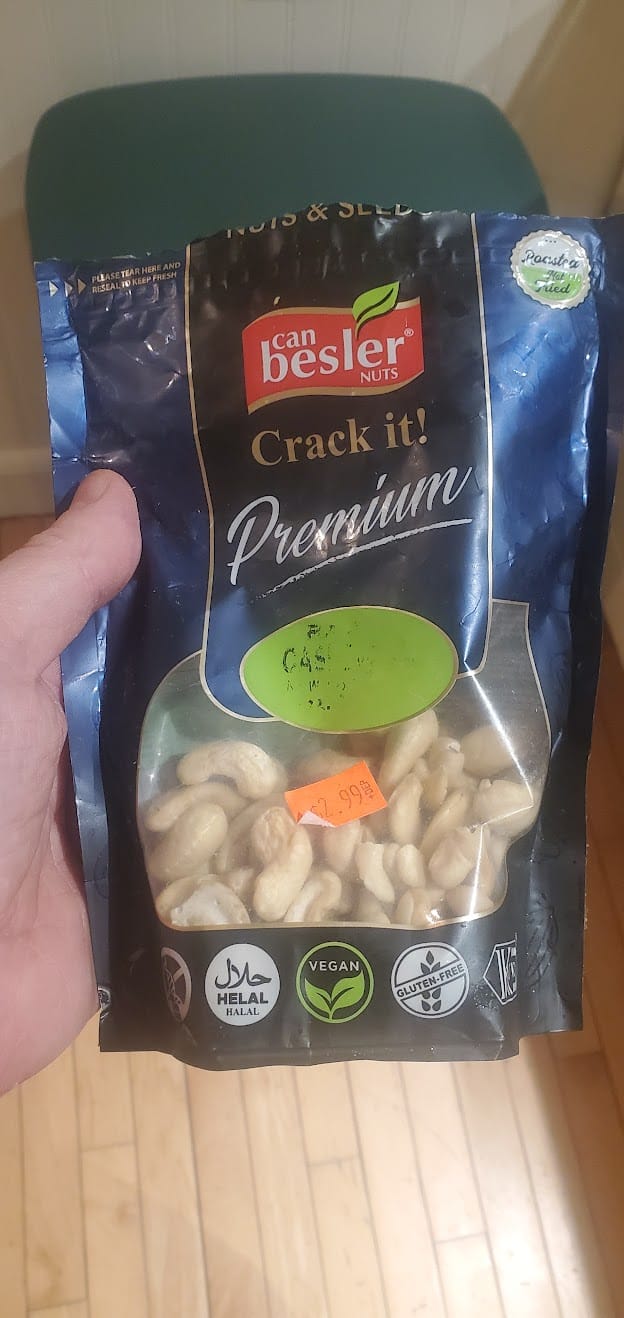 NUTS & SEEDS
PLEASE TEAR HERE AND
RESEAL TO KEEP FRESH
Roasted
Not
Fried
can
besler®
NUTS
Crack it!
Premium
$2.99
حلال
HELAL
HALAL
VEGAN
GLUTEN-FREE